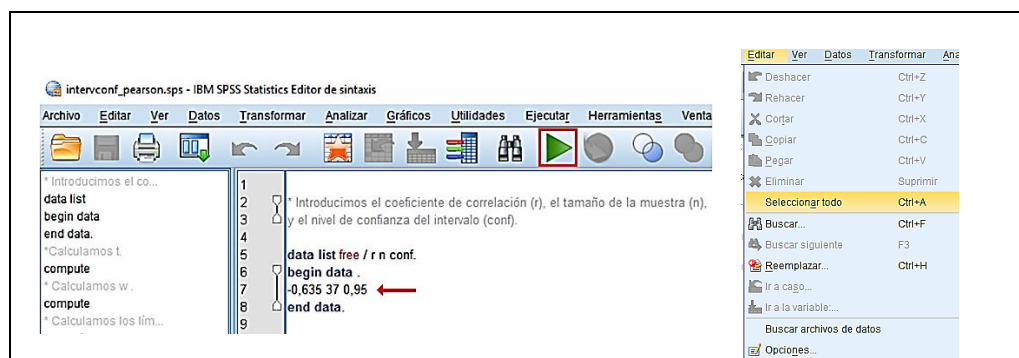 intervconf_pearson.sps - IBM SPSS Statistics Editor de sintaxis
Archivo Editar Ver Datos Transformar Analizar Gráficos Utilidades Ejecutar Herramientas Venta
* Introducimos el co...
data list
begin data
end data.
*Calculamos t.
compute
* Calculamos w .
compute
* Calculamos los lím...
1
2 * Introducimos el coeficiente de correlación (r), el tamaño de la muestra (n),
3 y el nivel de confianza del intervalo (conf).
4
5 data list free / r n conf.
6 begin data .
7 -0,635 37 0,95
8 end data.
9
Editar Ver Datos Transformar Ana
Deshacer Ctrl+Z
Rehacer Ctrl+Y
Cortar Ctrl+X
Copiar Ctrl+C
Pegar Ctrl+V
Eliminar Suprimir
Seleccionar todo Ctrl+A
Buscar... Ctrl+F
Buscar siguiente F3
Reemplazar... Ctrl+H
Ir a caso...
Ir a la variable:...
Buscar archivos de datos
Opciones...